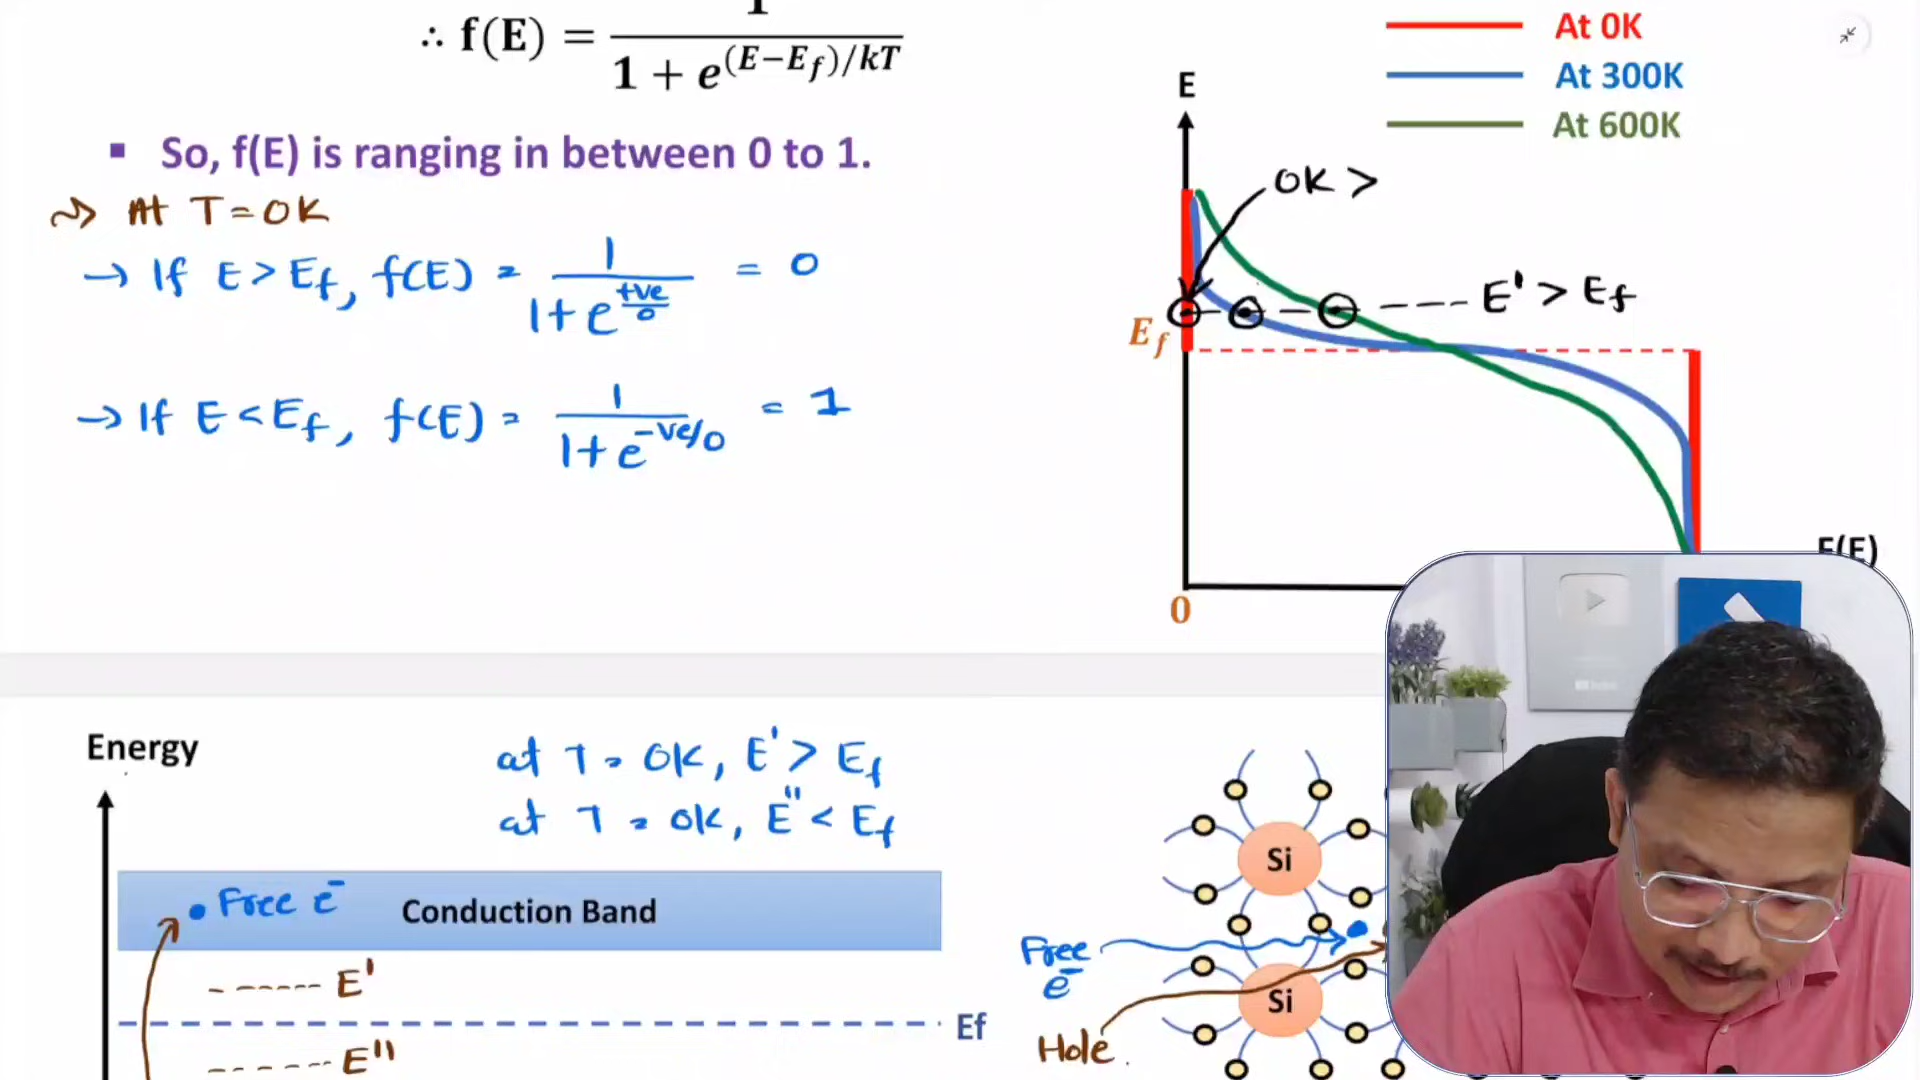 ∴ f(E) = 1 / 1 + e^(E−E_f)/kT
▪ So, f(E) is ranging in between 0 to 1.
At T = 0K
→ If E > Ef, f(E) = 1 / 1 + e^(+ve/0) = 0
→ If E < Ef, f(E) = 1 / 1 + e^(-ve/0) = 1
At 0K
At 300K
At 600K
E
0K >
E' > Ef
E_f
F(E)
0
Energy
at T = 0K, E' > Ef
at T = 0K, E'' < Ef
Free e⁻
Conduction Band
E'
Ef
E''
Si
Free
e⁻
Si
Hole